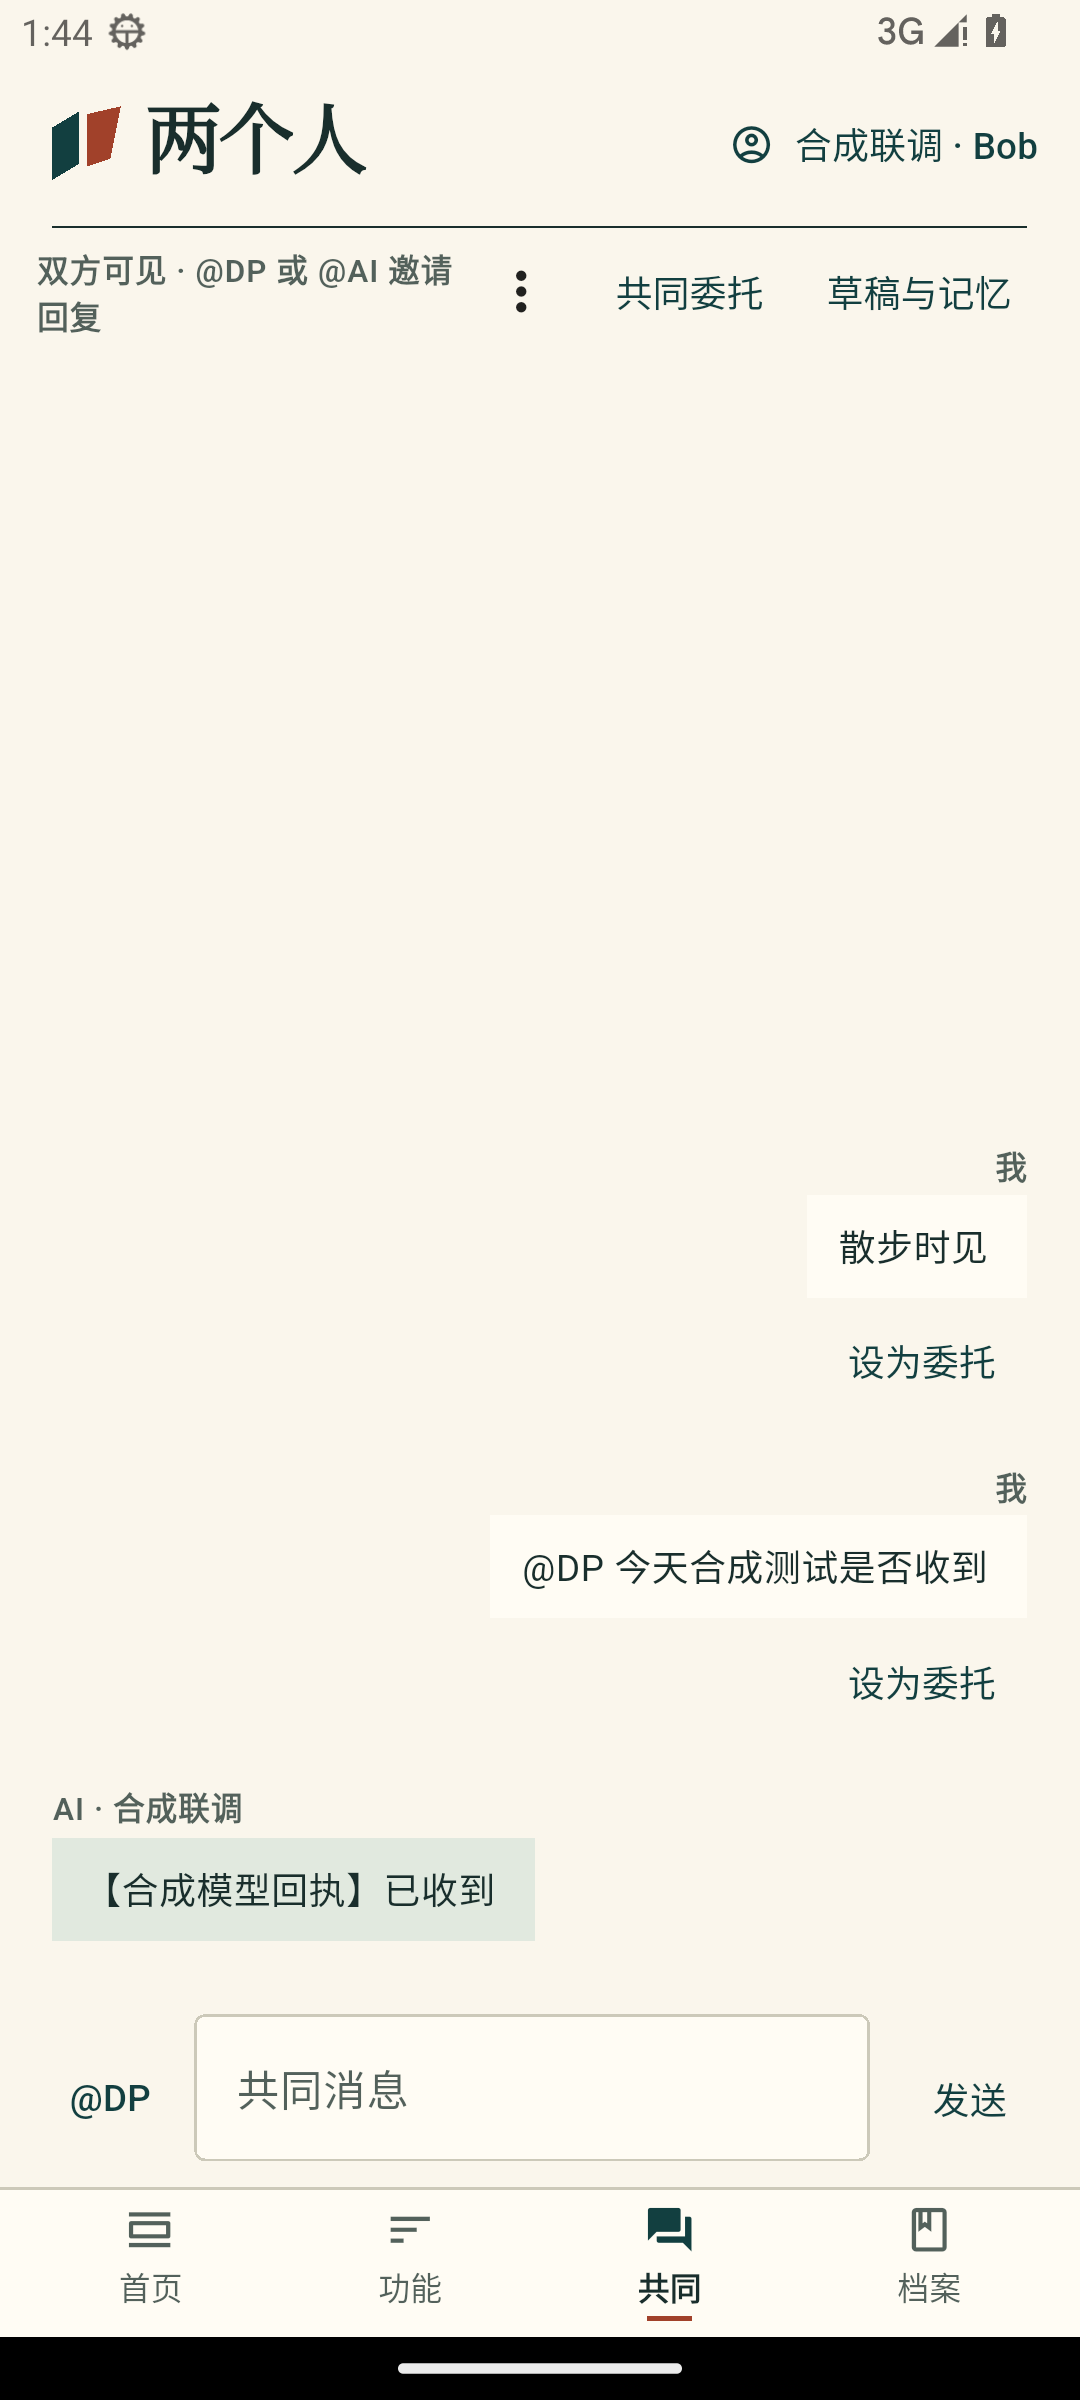 1:44
3G
两个人
合成联调 · Bob
双方可见 · @DP 或 @AI 邀请
回复
共同委托
草稿与记忆
我
散步时见
设为委托
我
@DP 今天合成测试是否收到
设为委托
AI · 合成联调
【合成模型回执】已收到
@DP
共同消息
发送
首页
功能
共同
档案